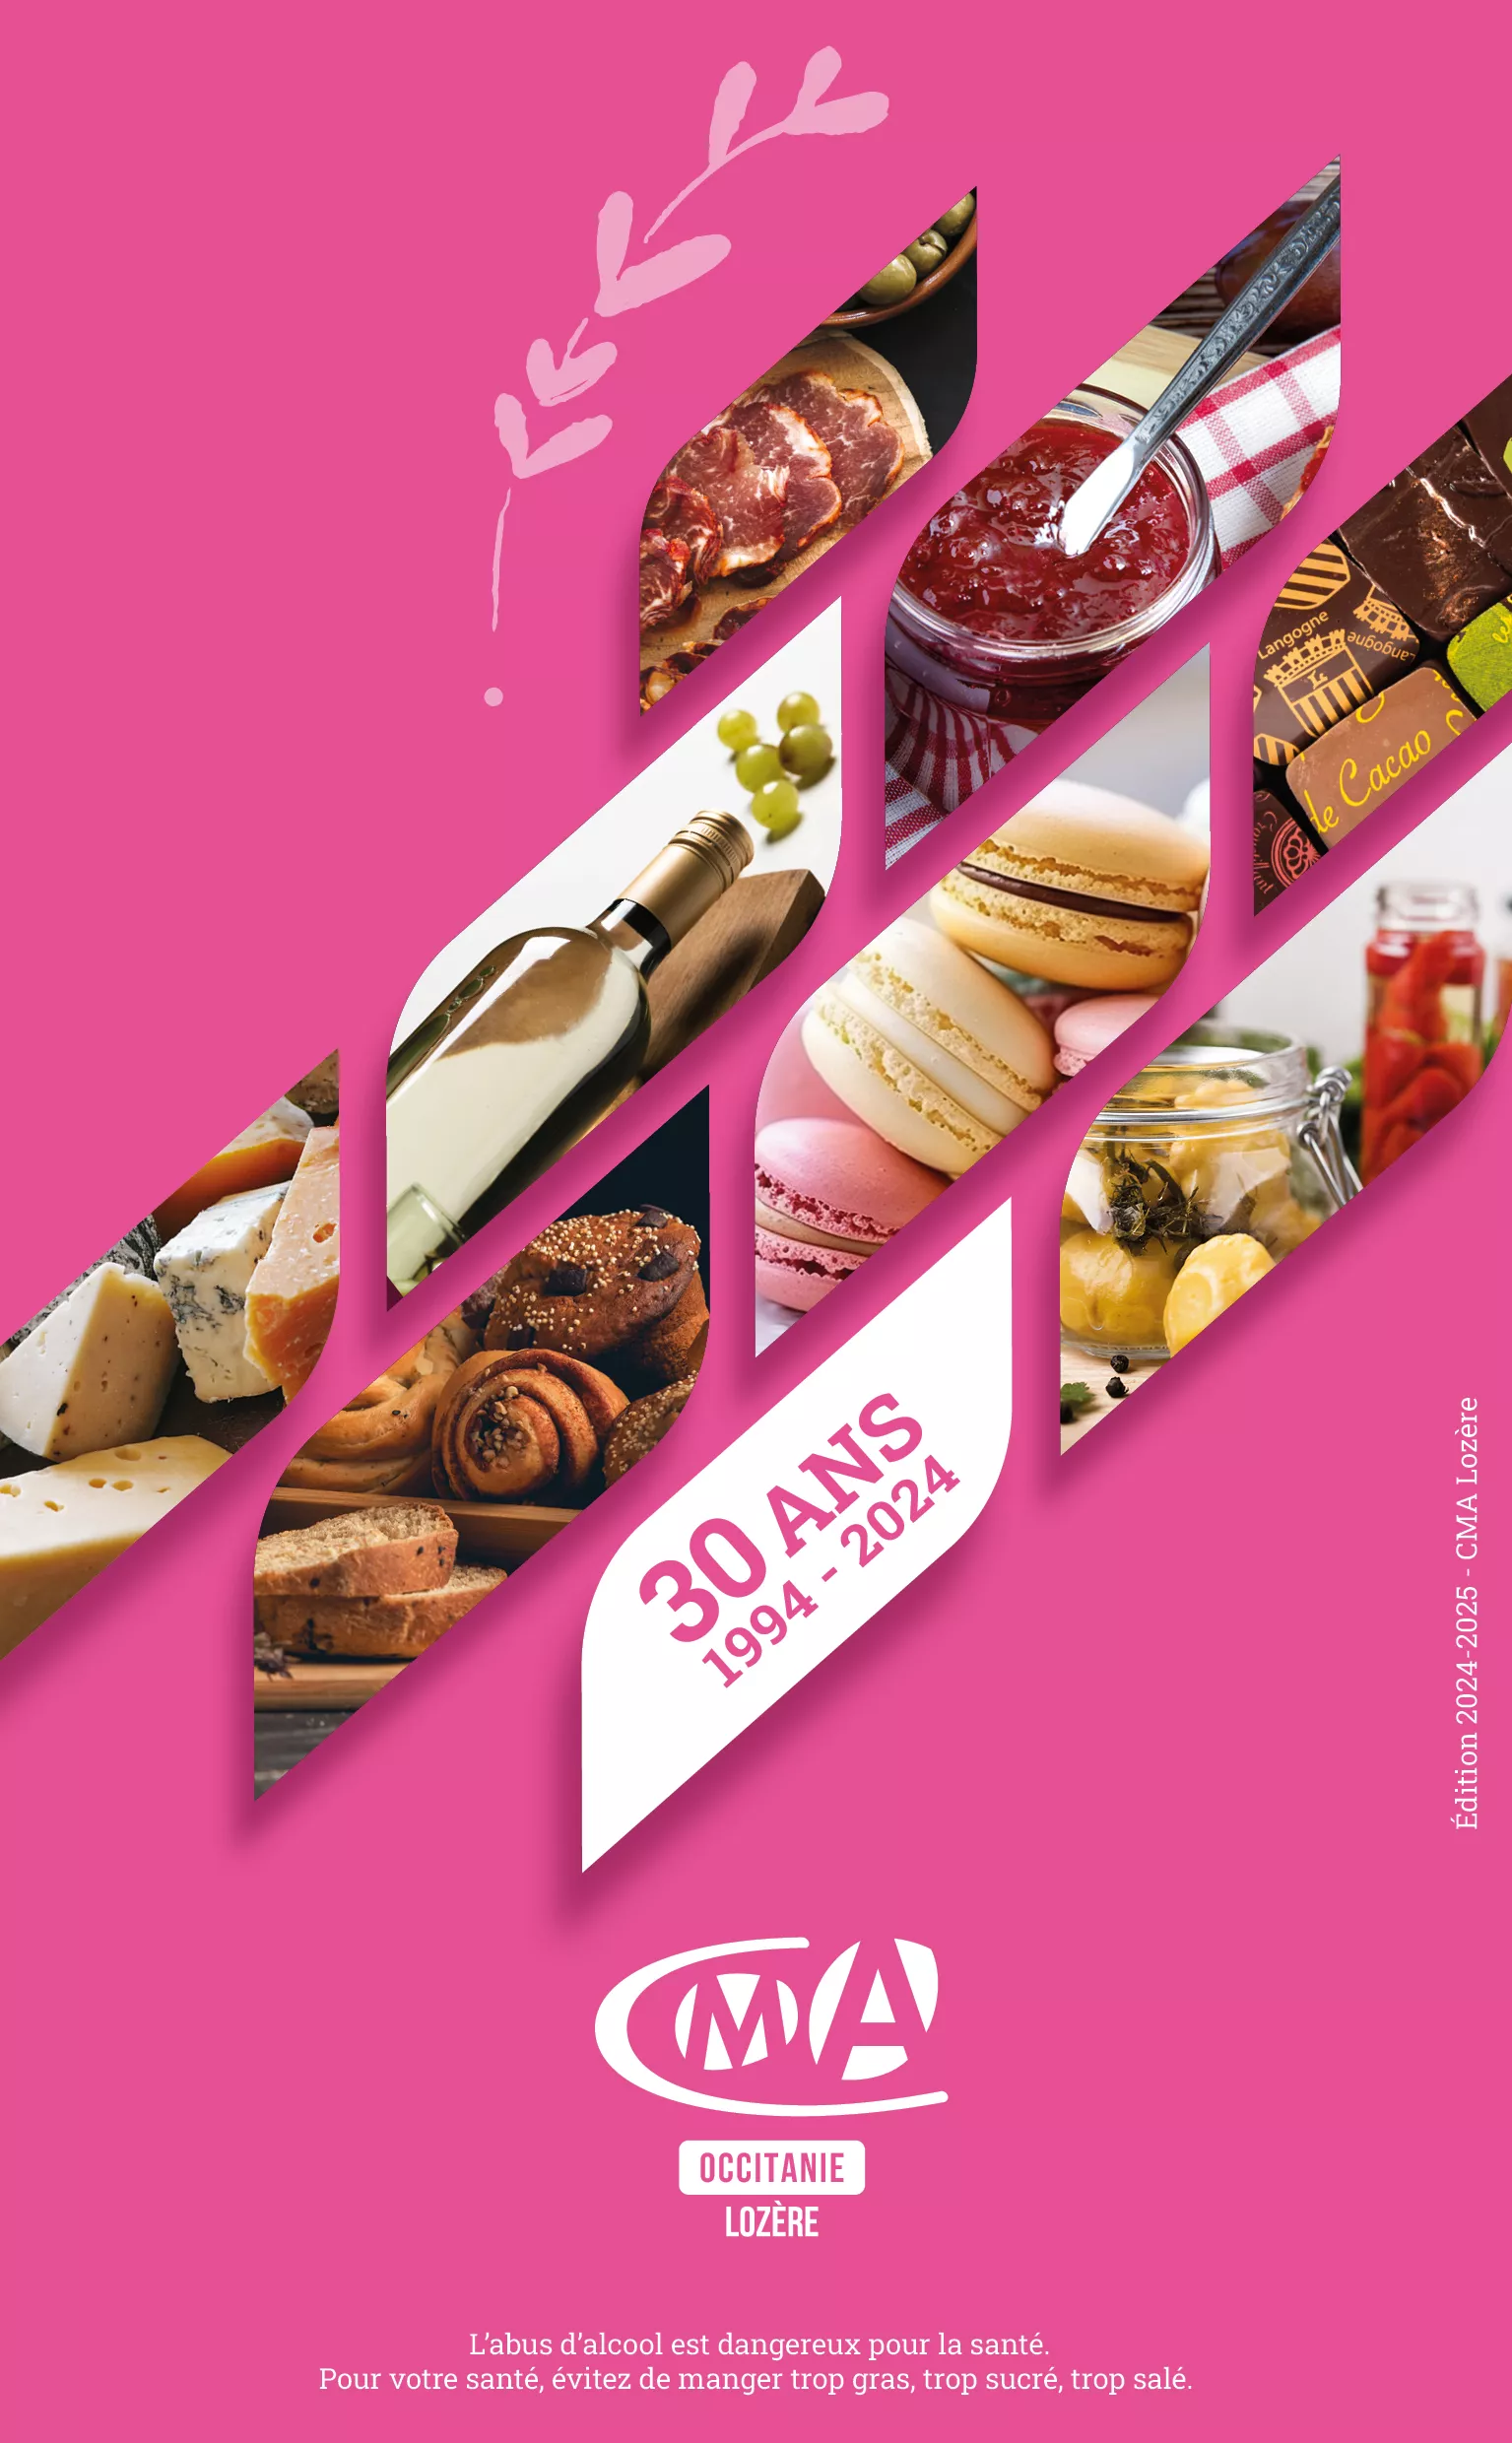 Langogne
Langogne
de Cacao
30 ANS
1994 - 2024
Édition 2024-2025 - CMA Lozère
CMA
OCCITANIE
LOZÈRE
L'abus d'alcool est dangereux pour la santé.
Pour votre santé, évitez de manger trop gras, trop sucré, trop salé.